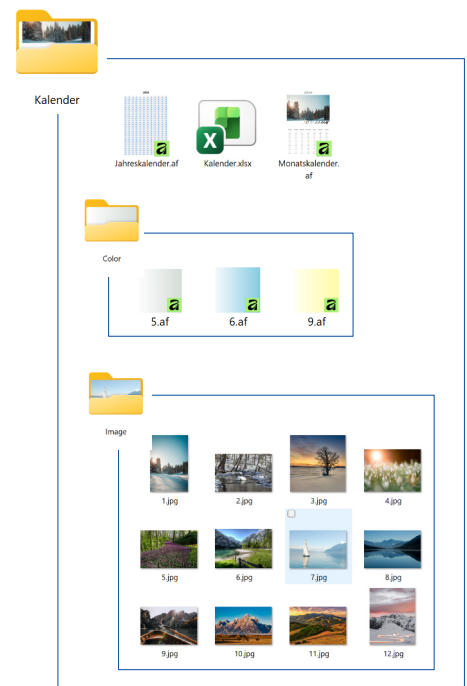 Kalender
Jahreskalender.af
Kalender.xlsx
Monatskalender.
af
Color
5.af
6.af
9.af
Image
1.jpg
2.jpg
3.jpg
4.jpg
5.jpg
6.jpg
7.jpg
8.jpg
9.jpg
10.jpg
11.jpg
12.jpg